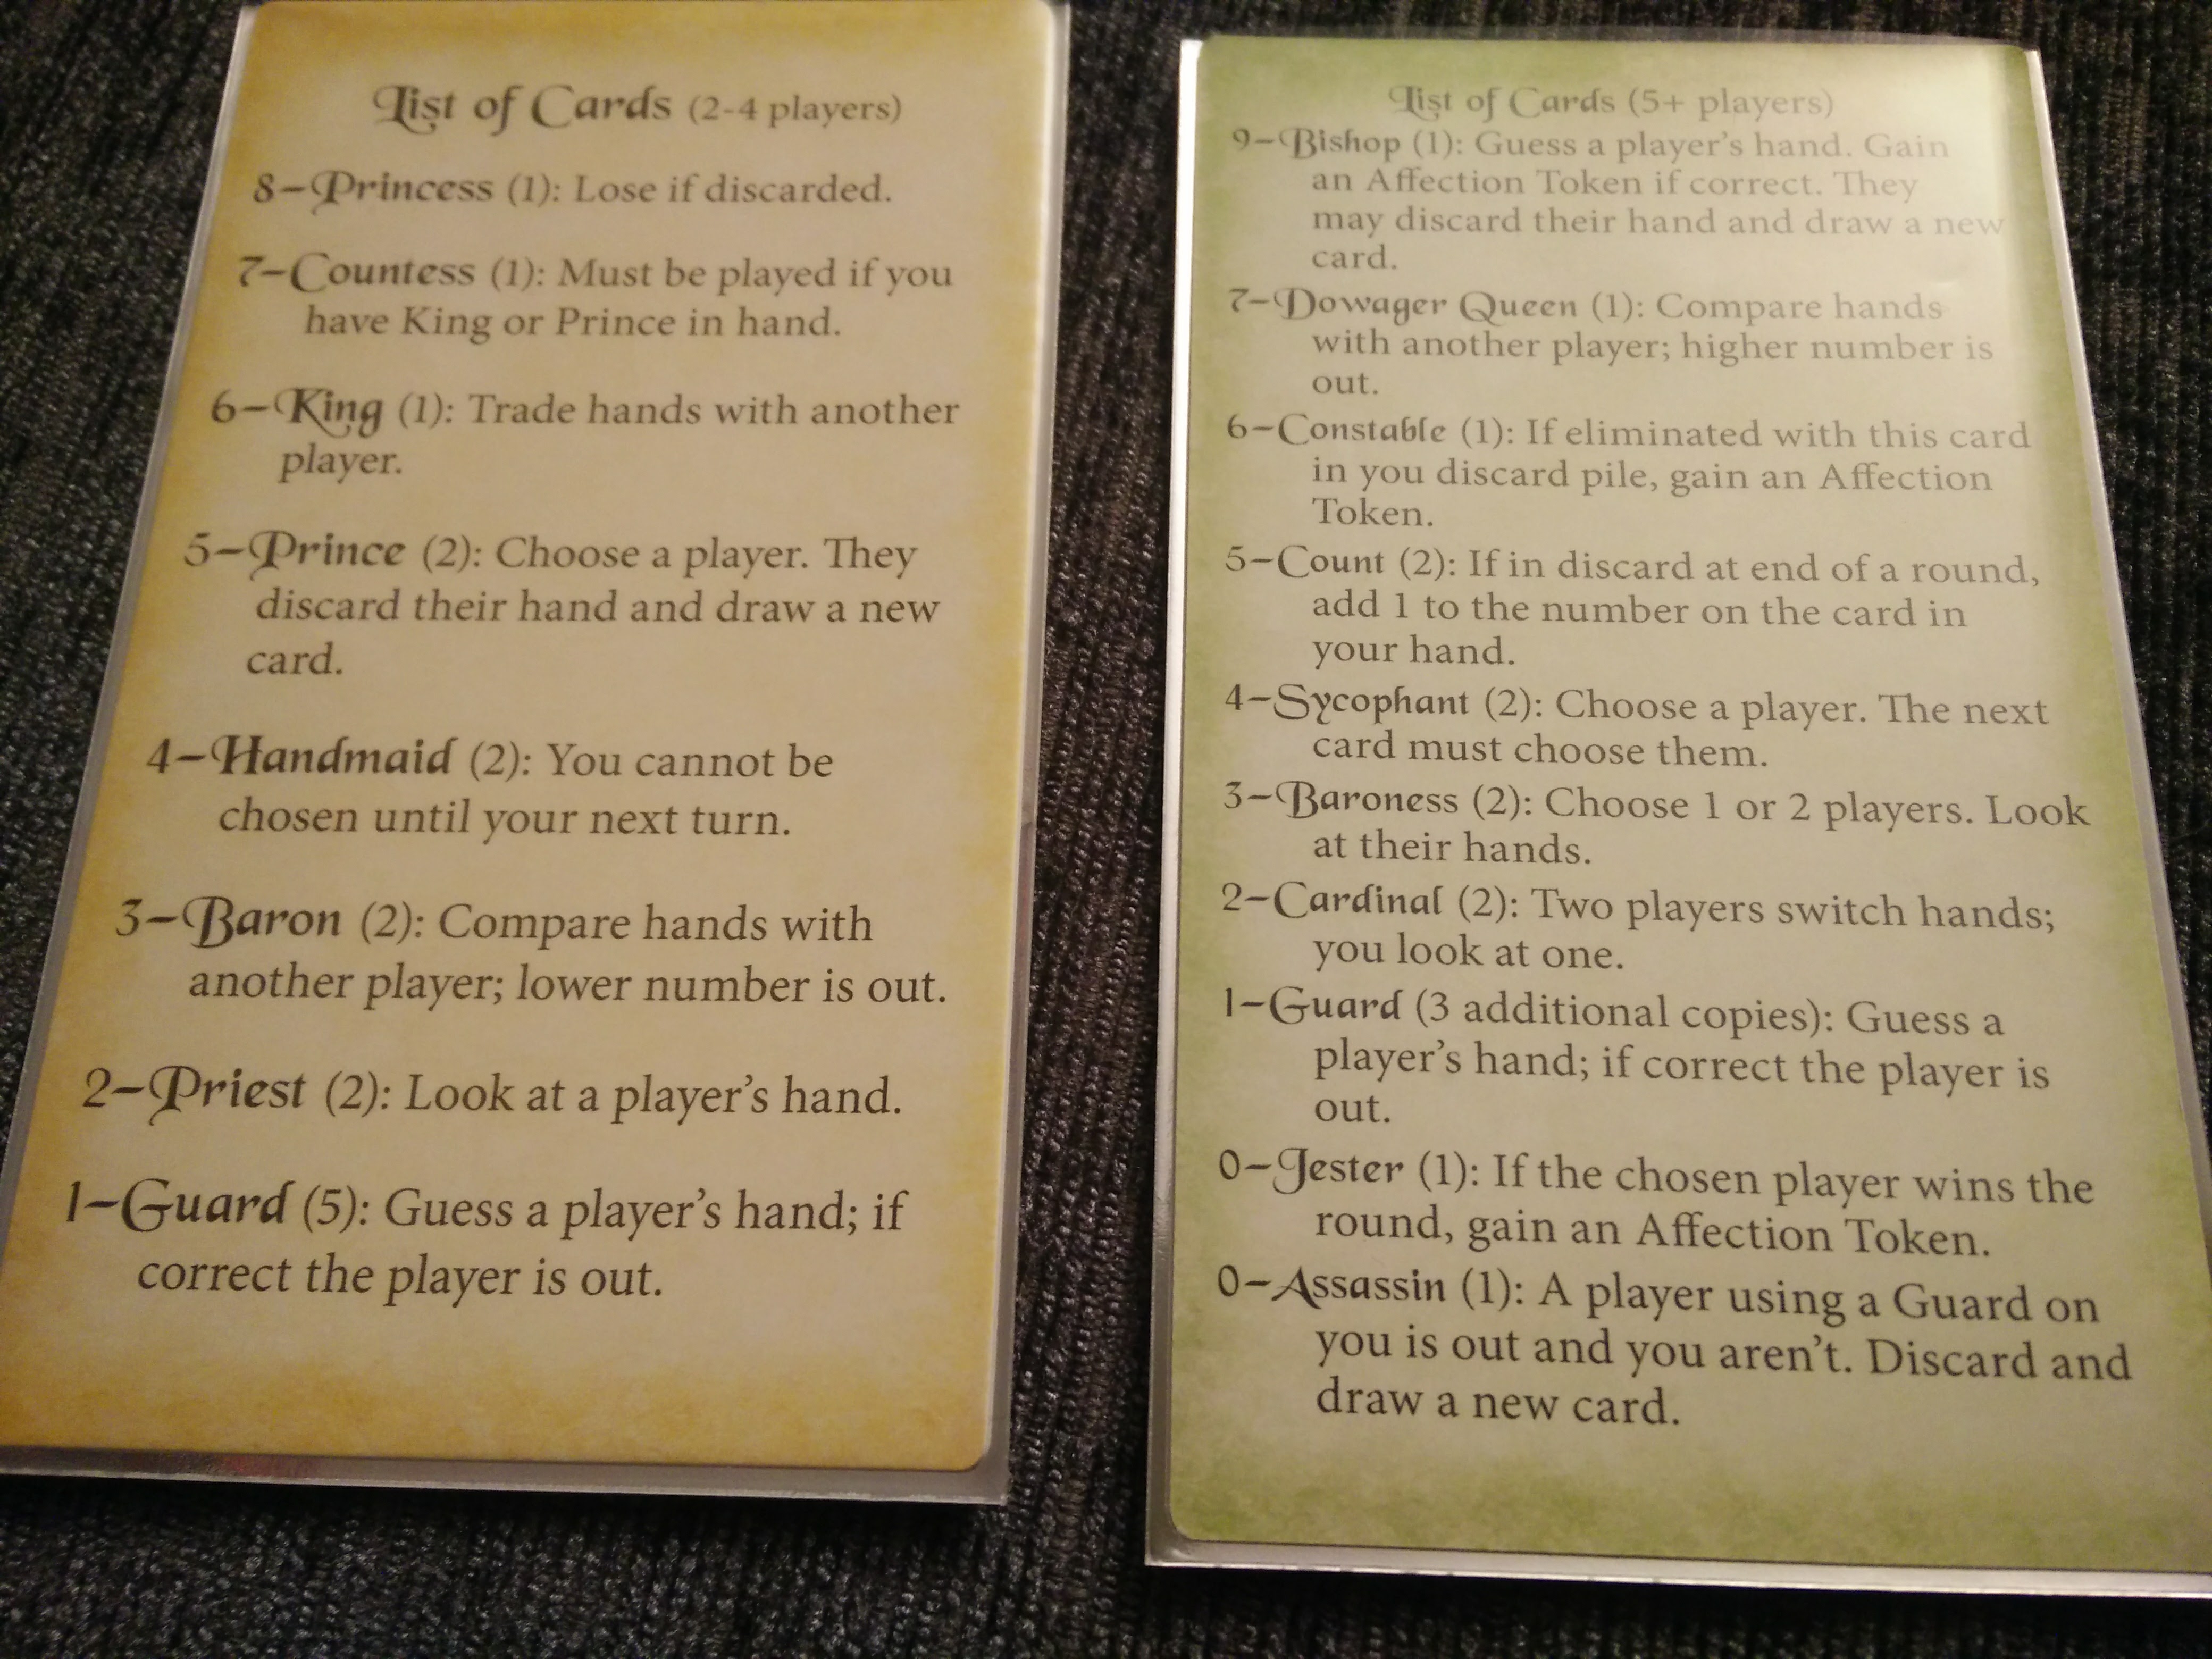 List of Cards (2-4 players)
8–Princess (1): Lose if discarded.
7–Countess (1): Must be played if you
have King or Prince in hand.
6–King (1): Trade hands with another
player.
5–Prince (2): Choose a player. They
discard their hand and draw a new
card.
4–Handmaid (2): You cannot be
chosen until your next turn.
3–Baron (2): Compare hands with
another player; lower number is out.
2–Priest (2): Look at a player's hand.
1–Guard (5): Guess a player's hand; if
correct the player is out.
List of Cards (5+ players)
9–Bishop (1): Guess a player's hand. Gain
an Affection Token if correct. They
may discard their hand and draw a new
card.
7–Dowager Queen (1): Compare hands
with another player; higher number is
out.
6–Constable (1): If eliminated with this card
in you discard pile, gain an Affection
Token.
5–Count (2): If in discard at end of a round,
add 1 to the number on the card in
your hand.
4–Sycophant (2): Choose a player. The next
card must choose them.
3–Baroness (2): Choose 1 or 2 players. Look
at their hands.
2–Cardinal (2): Two players switch hands;
you look at one.
1–Guard (3 additional copies): Guess a
player's hand; if correct the player is
out.
0–Jester (1): If the chosen player wins the
round, gain an Affection Token.
0–Assassin (1): A player using a Guard on
you is out and you aren't. Discard and
draw a new card.